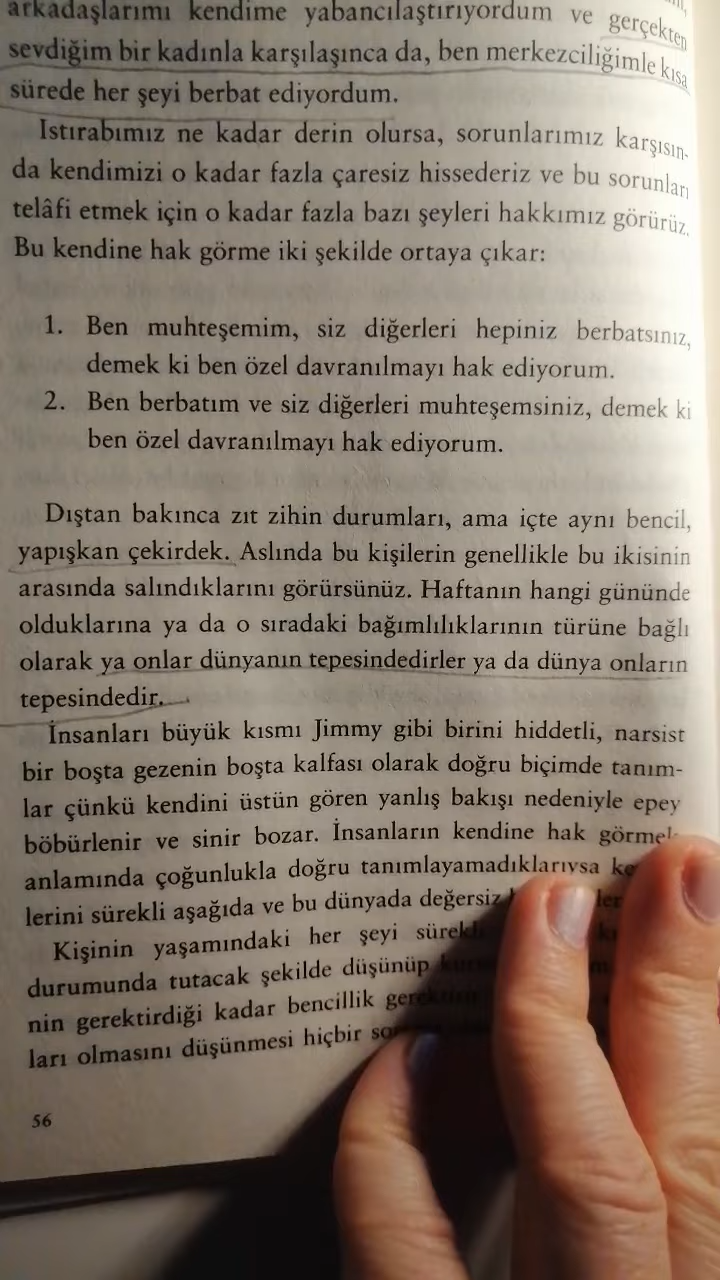 arkadaşlarımı kendime yabancılaştırıyordum ve gerçekten
sevdiğim bir kadınla karşılaşınca da, ben merkezciliğimle kısa
sürede her şeyi berbat ediyordum.
Istırabımız ne kadar derin olursa, sorunlarımız karşısın-
da kendimizi o kadar fazla çaresiz hissederiz ve bu sorunları
telâfi etmek için o kadar fazla bazı şeyleri hakkımız görürüz.
Bu kendine hak görme iki şekilde ortaya çıkar:
1. Ben muhteşemim, siz diğerleri hepiniz berbatsınız,
demek ki ben özel davranılmayı hak ediyorum.
2. Ben berbatım ve siz diğerleri muhteşemsiniz, demek ki
ben özel davranılmayı hak ediyorum.
Dıştan bakınca zıt zihin durumları, ama içte aynı bencil,
yapışkan çekirdek. Aslında bu kişilerin genellikle bu ikisinin
arasında salındıklarını görürsünüz. Haftanın hangi gününde
olduklarına ya da o sıradaki bağımlılıklarının türüne bağlı
olarak ya onlar dünyanın tepesindedirler ya da dünya onların
tepesindedir.
İnsanları büyük kısmı Jimmy gibi birini hiddetli, narsist
bir boşta gezenin boşta kalfası olarak doğru biçimde tanım-
lar çünkü kendini üstün gören yanlış bakışı nedeniyle epey
böbürlenir ve sinir bozar. İnsanların kendine hak görmek
anlamında çoğunlukla doğru tanımlayamadıklarıysa
lerini sürekli aşağıda ve bu dünyada değersiz
Kişinin yaşamındaki her şeyi
durumunda tutacak şekilde düşünüp
nin gerektirdiği kadar bencillik
ları olmasını düşünmesi hiçbir
56